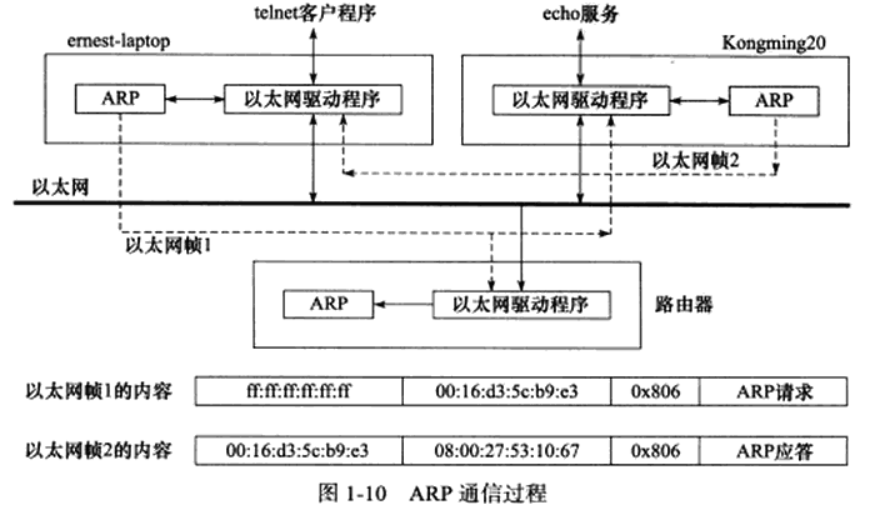 telnet客户程序
echo服务
ernest-laptop
Kongming20
ARP
以太网驱动程序
以太网驱动程序
ARP
以太网帧2
以太网
以太网帧1
ARP
以太网驱动程序
路由器
以太网帧1的内容 ff:ff:ff:ff:ff:ff 00:16:d3:5c:b9:e3 0x806 ARP请求
以太网帧2的内容 00:16:d3:5c:b9:e3 08:00:27:53:10:67 0x806 ARP应答
图 1-10 ARP 通信过程